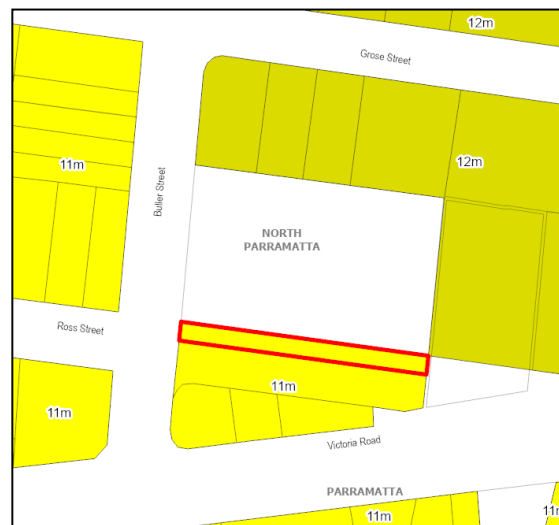 12m
Grose Street
11m
12m
Butler Street
NORTH
PARRAMATTA
Ross Street
11m
11m
Victoria Road
PARRAMATTA
11m
11m